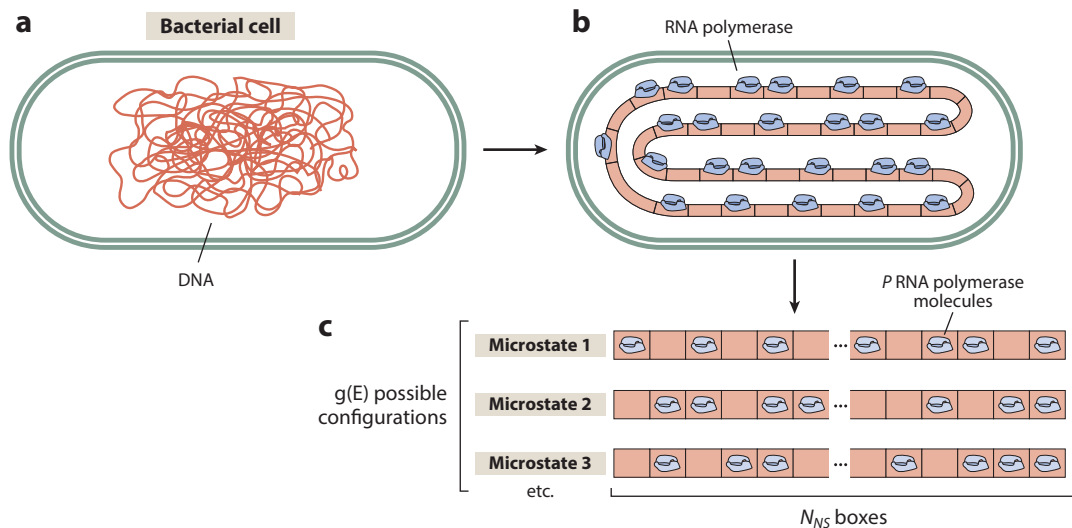 a
Bacterial cell
DNA
b
RNA polymerase
c
P RNA polymerase
molecules
g(E) possible
configurations
Microstate 1
...
Microstate 2
...
Microstate 3
...
etc.
N_NS boxes